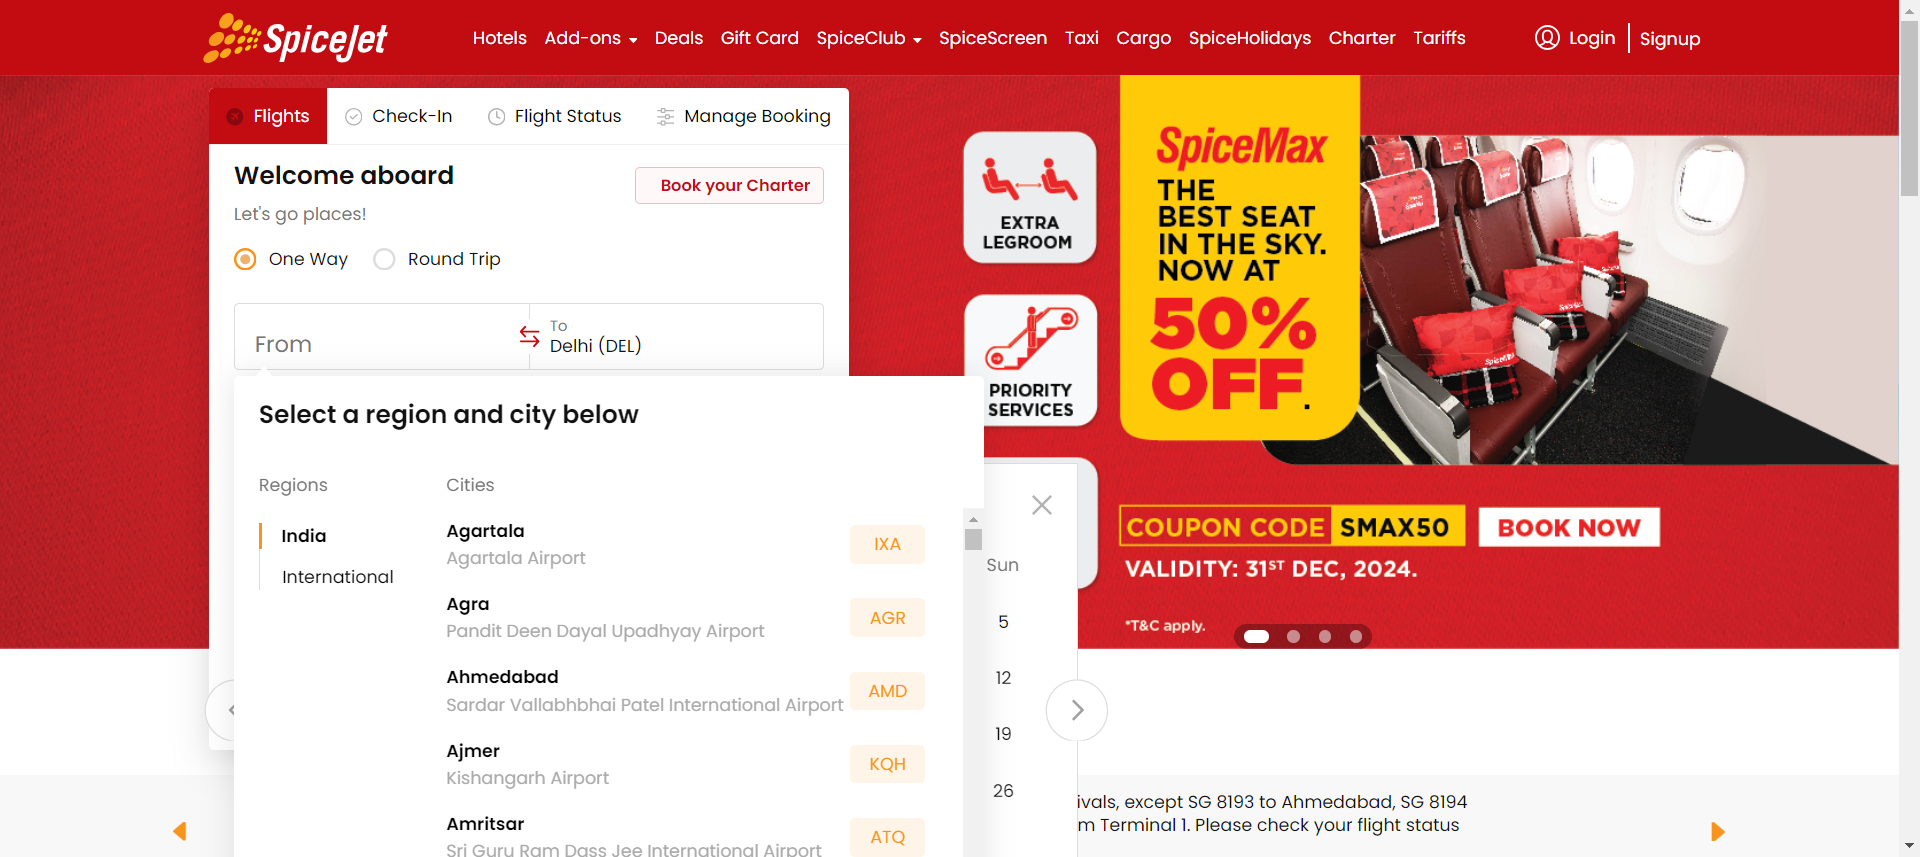 SpiceJet
Hotels
Add-ons
Deals
Gift Card
SpiceClub
SpiceScreen
Taxi
Cargo
SpiceHolidays
Charter
Tariffs
Login
Signup
Flights
Check-In
Flight Status
Manage Booking
Welcome aboard
Let's go places!
Book your Charter
One Way
Round Trip
From
To
Delhi (DEL)
Select a region and city below
Regions
Cities
India
International
Agartala
Agartala Airport
IXA
Agra
Pandit Deen Dayal Upadhyay Airport
AGR
Ahmedabad
Sardar Vallabhbhai Patel International Airport
AMD
Ajmer
Kishangarh Airport
KQH
Amritsar
Sri Guru Ram Dass Jee International Airport
ATQ
Sun
5
12
19
26
EXTRA
LEGROOM
PRIORITY
SERVICES
SpiceMax
THE
BEST SEAT
IN THE SKY.
NOW AT
50%
OFF.
SpiceMax
COUPON CODE SMAX50
BOOK NOW
VALIDITY: 31ST DEC, 2024.
*T&C apply.
ivals, except SG 8193 to Ahmedabad, SG 8194
m Terminal 1. Please check your flight status